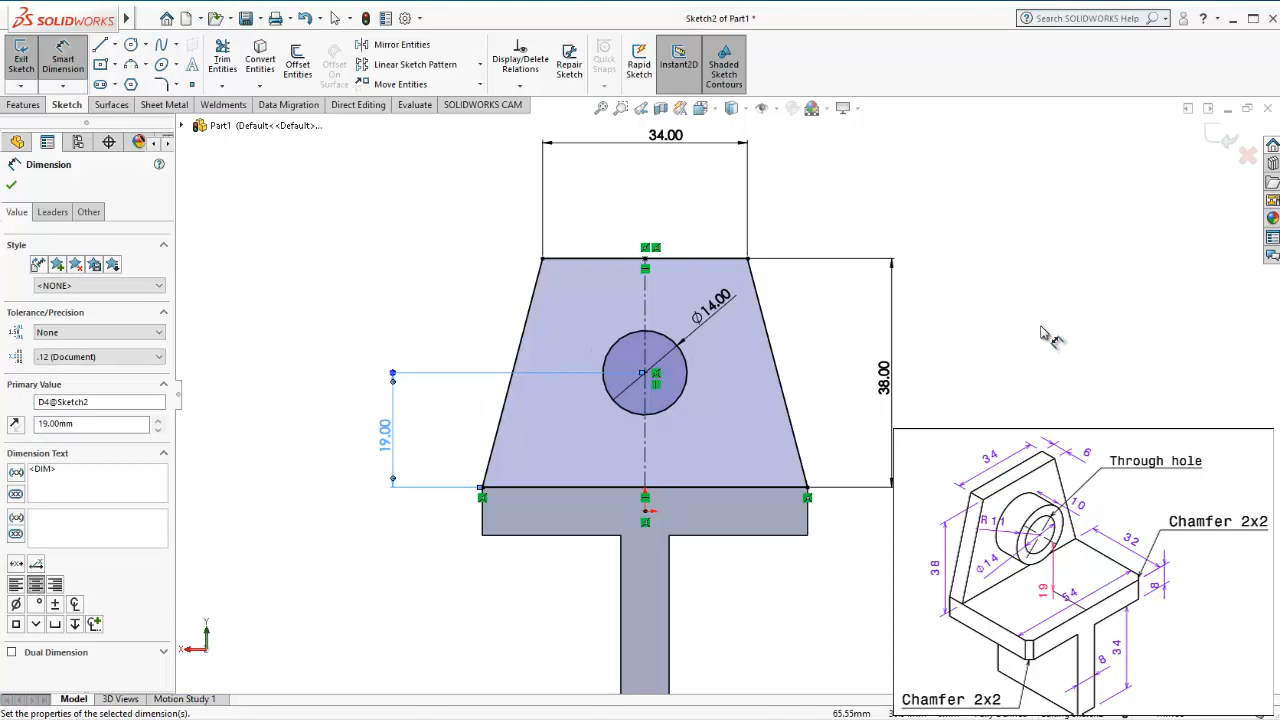 SOLIDWORKS
Sketch2 of Part1 *
Search SOLIDWORKS Help
Exit Sketch
Smart Dimension
Trim Entities
Convert Entities
Offset Entities
Offset On Surface
Mirror Entities
Linear Sketch Pattern
Move Entities
Display/Delete Relations
Repair Sketch
Quick Snaps
Rapid Sketch
Instant2D
Shaded Sketch Contours
Features
Sketch
Surfaces
Sheet Metal
Weldments
Data Migration
Direct Editing
Evaluate
SOLIDWORKS CAM
Part1 (Default<<Default>...
Dimension
Value
Leaders
Other
Style
<NONE>
Tolerance/Precision
None
.12 (Document)
Primary Value
D4@Sketch2
19.00mm
Dimension Text
<DIM>
Dual Dimension
34.00
Ø14.00
38.00
19.00
Y
X
34
6
Through hole
10
R11
Chamfer 2x2
32
Ø14
38
19
54
8
34
8
Chamfer 2x2
Model
3D Views
Motion Study 1
Set the properties of the selected dimension(s).
65.55mm